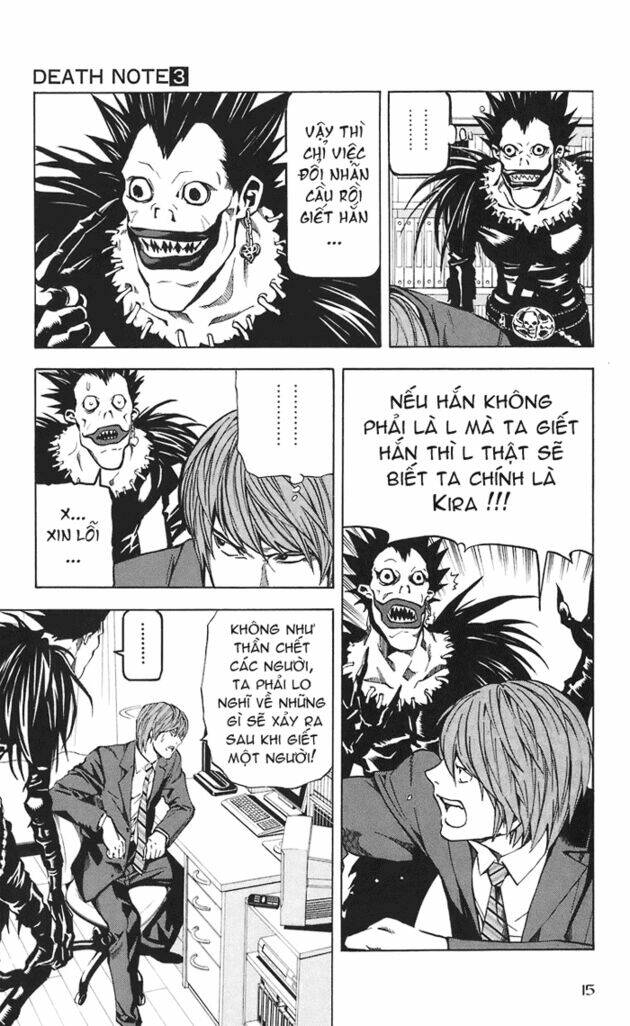 DEATH NOTE 3
......
VẬY THÌ
CHỈ VIỆC
ĐỔI NHÃN
CẦU RỒI
GIẾT HẮN
...
NẾU HẮN KHÔNG
PHẢI LÀ L MÀ TA GIẾT
HẮN THÌ L THẬT SẼ
BIẾT TA CHÍNH LÀ
KIRA !!!
........
X...
XIN LỖI
...
KHÔNG NHƯ
THẦN CHẾT
CÁC NGƯỜI,
TA PHẢI LO
NGHĨ VỀ NHỮNG
GÌ SẼ XẢY RA
SAU KHI GIẾT
MỘT NGƯỜI!
......
15